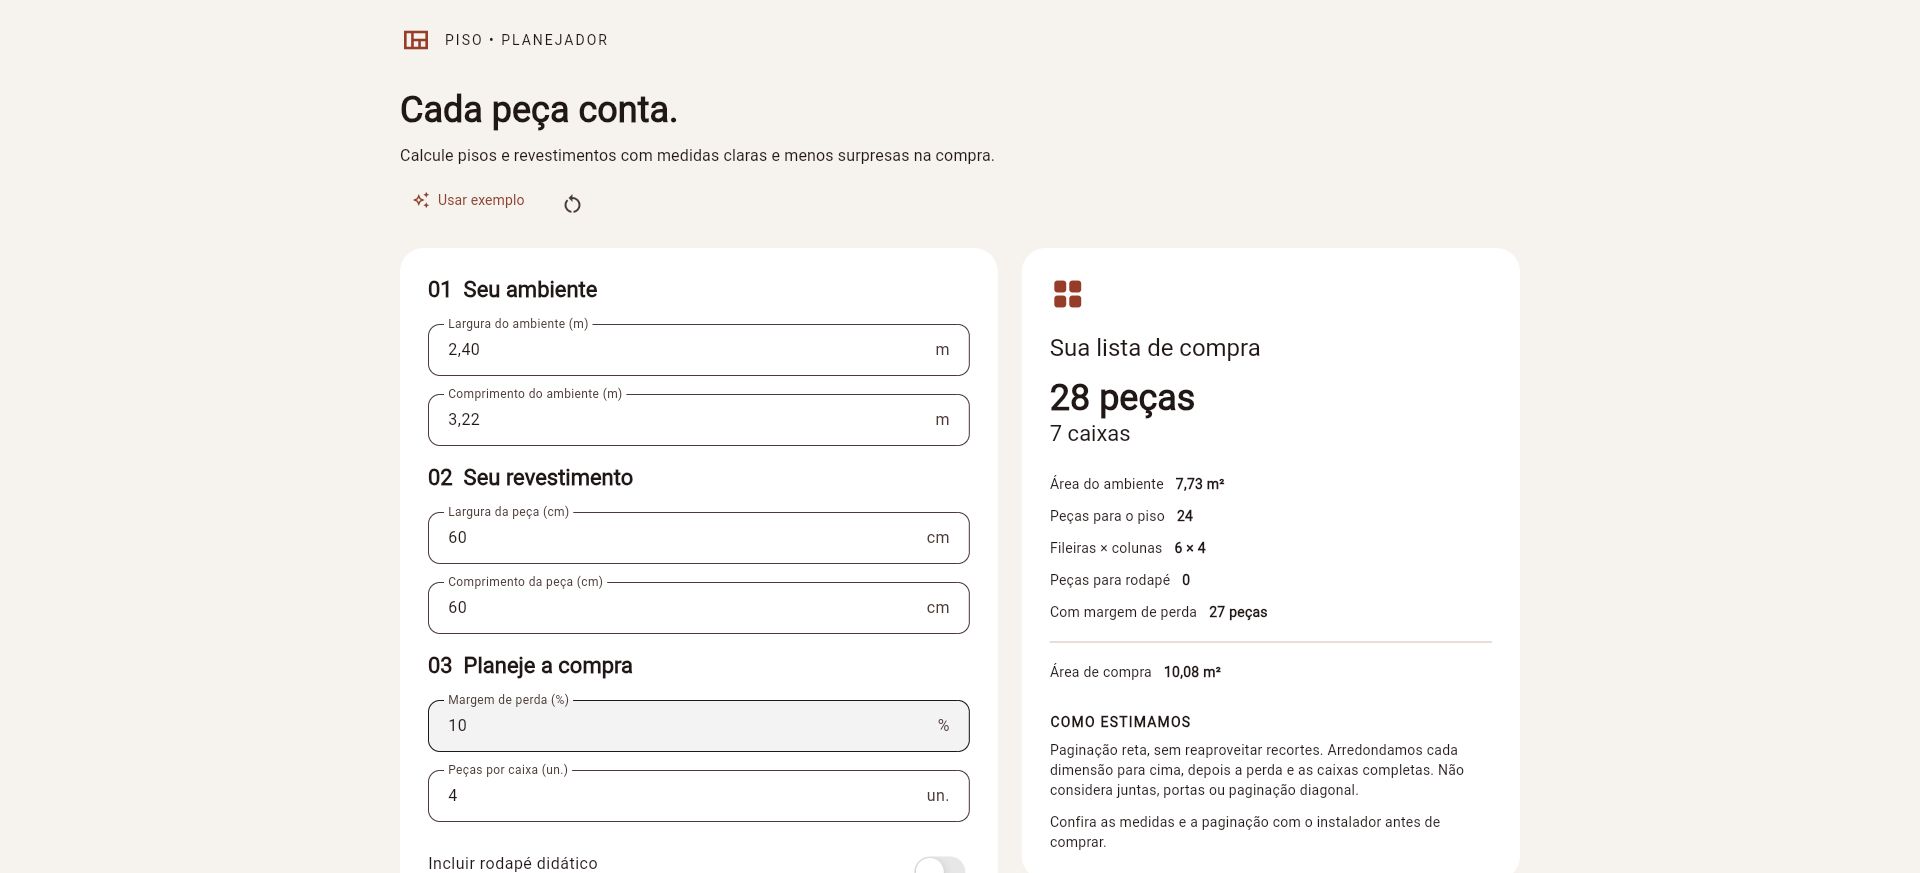 PISO • PLANEJADOR
Cada peça conta.
Calcule pisos e revestimentos com medidas claras e menos surpresas na compra.
Usar exemplo
01 Seu ambiente
Largura do ambiente (m)
2,40 m
Comprimento do ambiente (m)
3,22 m
02 Seu revestimento
Largura da peça (cm)
60 cm
Comprimento da peça (cm)
60 cm
03 Planeje a compra
Margem de perda (%)
10 %
Peças por caixa (un.)
4 un.
Incluir rodapé didático
Sua lista de compra
28 peças
7 caixas
Área do ambiente 7,73 m²
Peças para o piso 24
Fileiras × colunas 6 × 4
Peças para rodapé 0
Com margem de perda 27 peças
Área de compra 10,08 m²
COMO ESTIMAMOS
Paginação reta, sem reaproveitar recortes. Arredondamos cada
dimensão para cima, depois a perda e as caixas completas. Não
considera juntas, portas ou paginação diagonal.
Confira as medidas e a paginação com o instalador antes de
comprar.